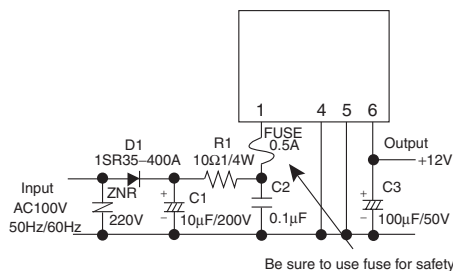 1 4 5 6
FUSE
0.5A
D1
1SR35–400A
R1
10Ω1/4W
Output
+12V
Input
AC100V
50Hz/60Hz
ZNR
220V
+
C1
–
10μF/200V
C2
0.1μF
+
C3
–
100μF/50V
Be sure to use fuse for safety